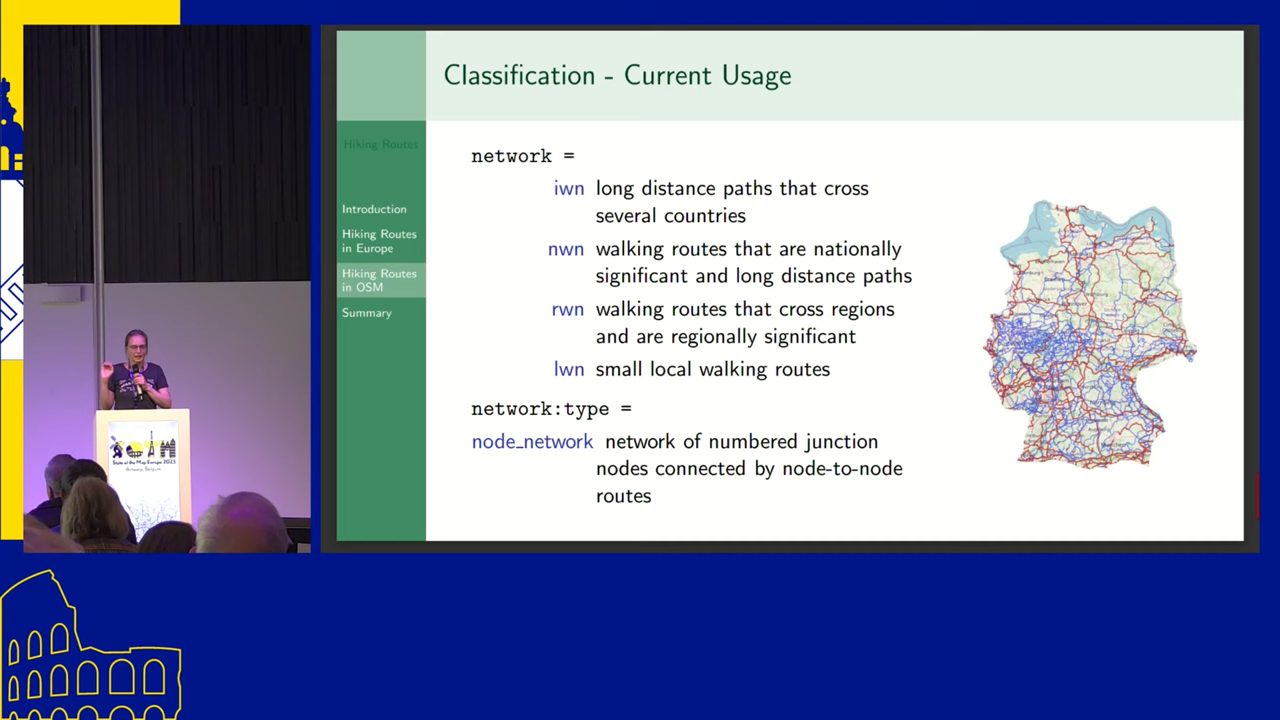 Classification - Current Usage
Hiking Routes
Introduction
Hiking Routes
in Europe
Hiking Routes
in OSM
Summary
network =
iwn long distance paths that cross
several countries
nwn walking routes that are nationally
significant and long distance paths
rwn walking routes that cross regions
and are regionally significant
lwn small local walking routes
network:type =
node_network network of numbered junction
nodes connected by node-to-node
routes
State of the Map Europe 2023
Antwerp, Belgium